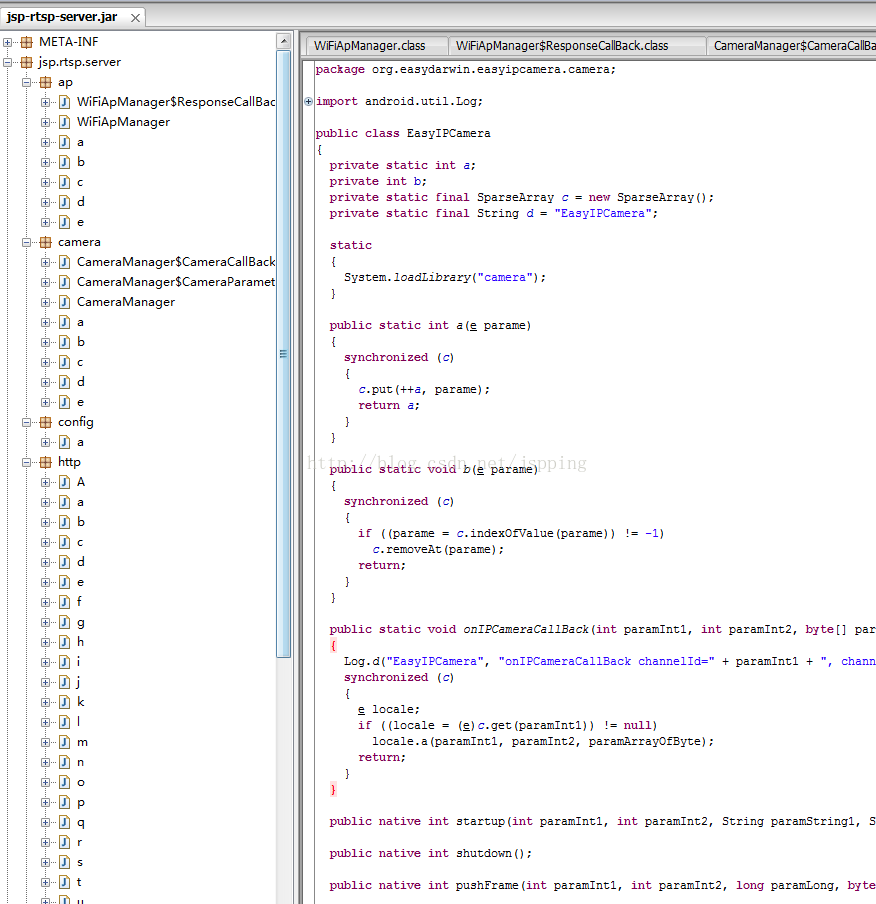 jsp-rtsp-server.jar
META-INF
jsp.rtsp.server
ap
WiFiApManager$ResponseCallBac
WiFiApManager
a
b
c
d
e
camera
CameraManager$CameraCallBack
CameraManager$CameraParamet
CameraManager
a
b
c
d
e
config
a
http
A
a
b
c
d
e
f
g
h
i
j
k
l
m
n
o
p
q
r
s
t
u
WiFiApManager.class
WiFiApManager$ResponseCallBack.class
CameraManager$CameraCallBa
package org.easydarwin.easyipcamera.camera;
import android.util.Log;
public class EasyIPCamera
{
private static int a;
private int b;
private static final SparseArray c = new SparseArray();
private static final String d = "EasyIPCamera";
static
{
System.loadLibrary("camera");
}
public static int a(e parame)
{
synchronized (c)
{
c.put(++a, parame);
return a;
}
}
http://blog.csdn.net/jspping
public static void b(e parame)
{
synchronized (c)
{
if ((parame = c.indexOfValue(parame)) != -1)
c.removeAt(parame);
return;
}
}
public static void onIPCameraCallBack(int paramInt1, int paramInt2, byte[] par
{
Log.d("EasyIPCamera", "onIPCameraCallBack channelId=" + paramInt1 + ", chann
synchronized (c)
{
e locale;
if ((locale = (e)c.get(paramInt1)) != null)
locale.a(paramInt1, paramInt2, paramArrayOfByte);
return;
}
}
public native int startup(int paramInt1, int paramInt2, String paramString1, S
public native int shutdown();
public native int pushFrame(int paramInt1, int paramInt2, long paramLong, byte